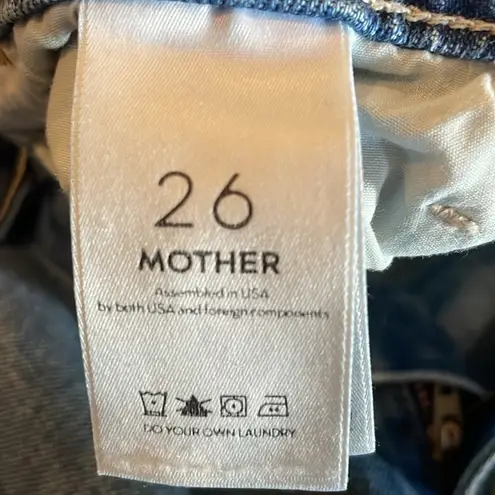 26
MOTHER
Assembled in USA
by both USA and foreign components
DO YOUR OWN LAUNDRY